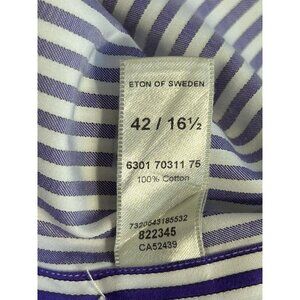 ETON OF SWEDEN
42 / 16½
6301 70311 75
100% Cotton
7320543185532
822345
CA52439